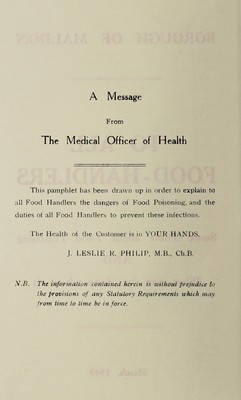 A Message
From
The Medical Officer of Health
This pamphlet has been drawn up in order to explain to
all Food Handlers the dangers of Food Poisoning, and the
duties of all Food Handlers to prevent these infections.
The Health of the Customer is in YOUR HANDS.
J. LESLIE R. PHILIP, M.B., Ch.B.
N.B. The information contained herein is without prejudice to
the provisions of any Statutory Requirements which may
from time to time be in force.